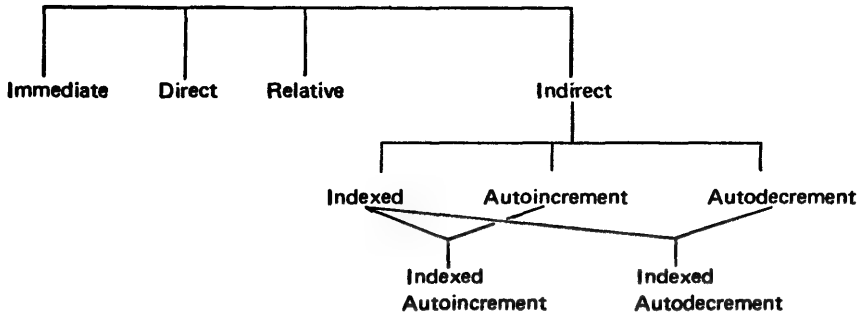 Immediate Direct Relative Indirect
Indexed Autoincrement Autodecrement
Indexed Indexed
Autoincrement Autodecrement